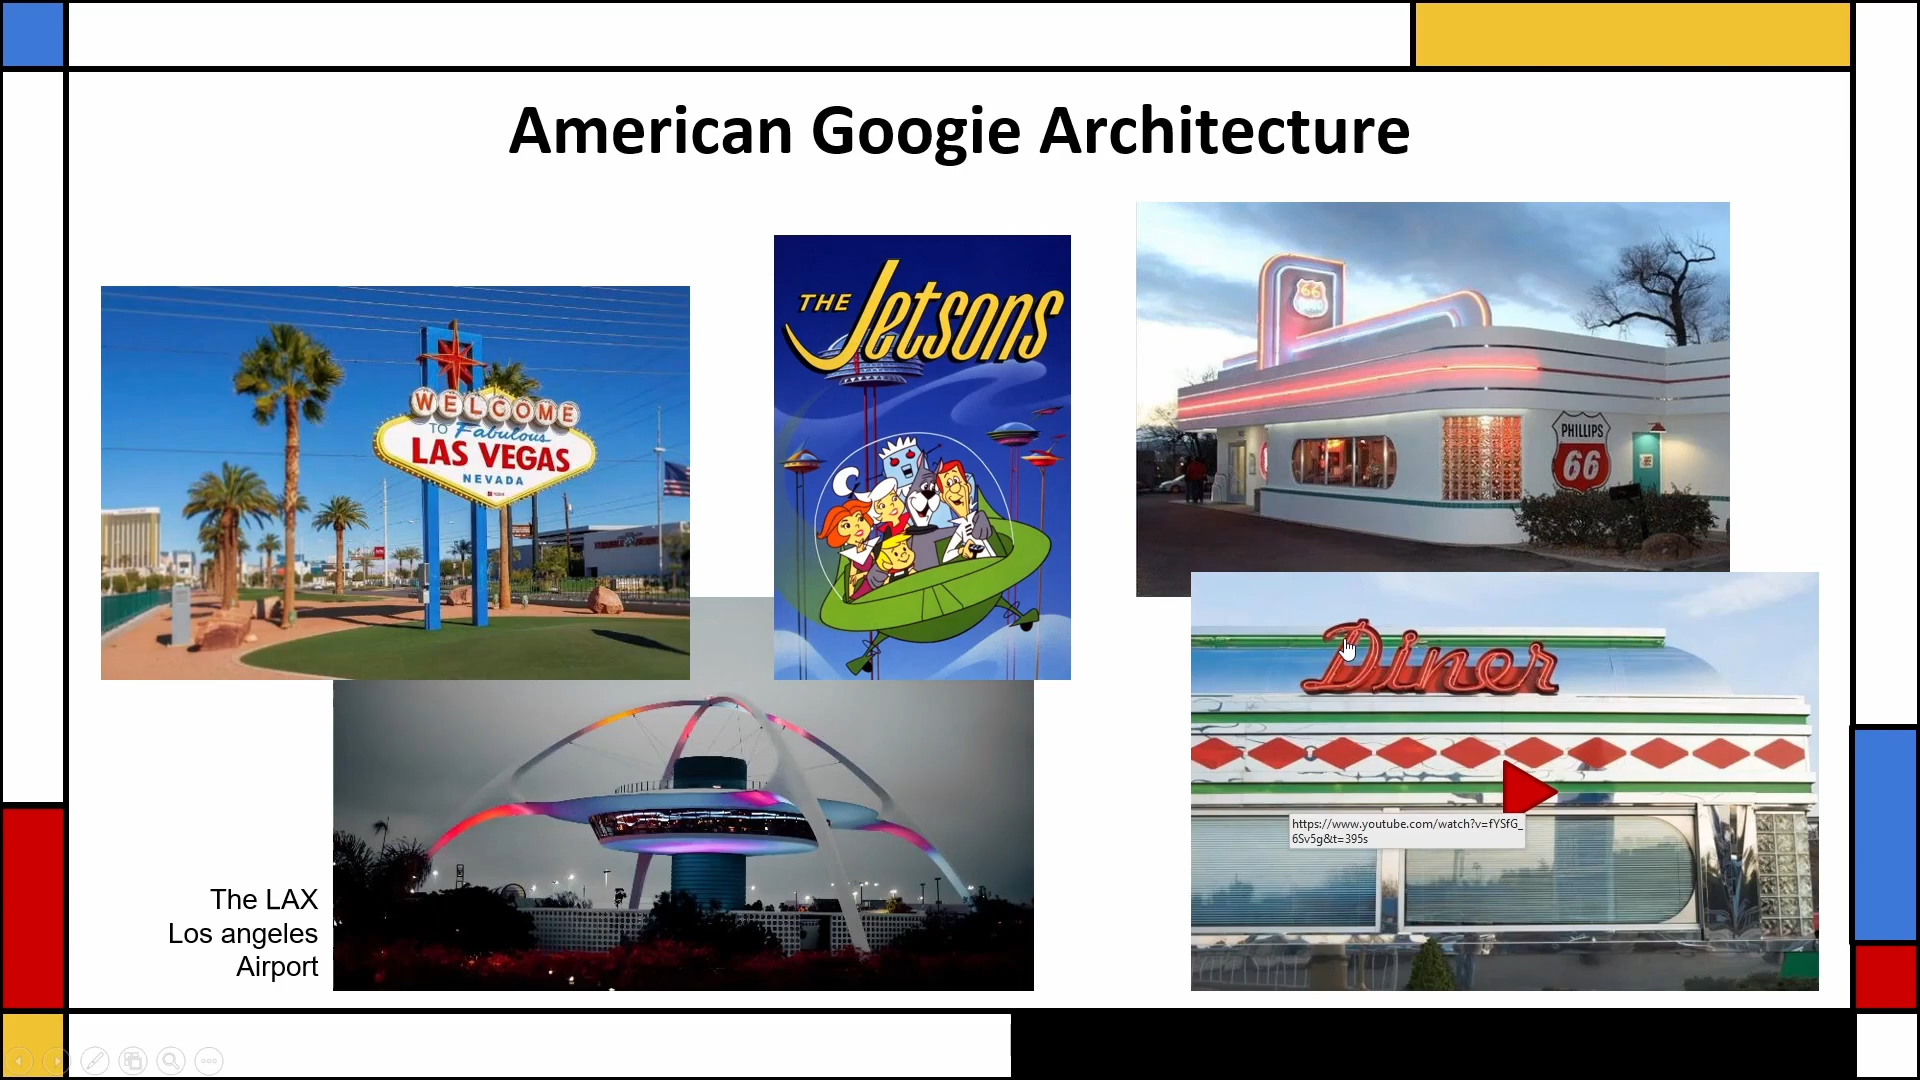 American Googie Architecture
WELCOME
TO Fabulous
LAS VEGAS
NEVADA
THE Jetsons
66
PHILLIPS
66
Diner
https://www.youtube.com/watch?v=fYSfG_
6Sv5g&t=395s
The LAX
Los angeles
Airport